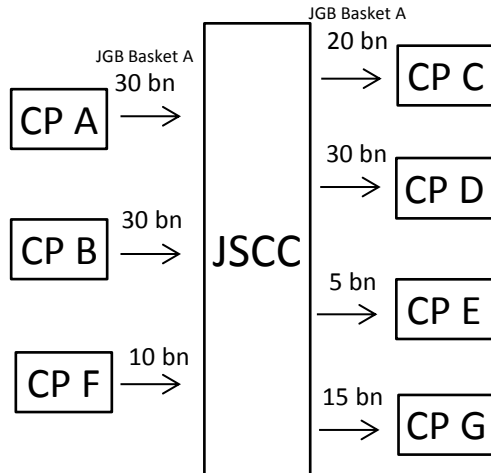 JGB Basket A
30 bn
CP A
30 bn
CP B
10 bn
CP F
JSCC
JGB Basket A
20 bn
CP C
30 bn
CP D
5 bn
CP E
15 bn
CP G